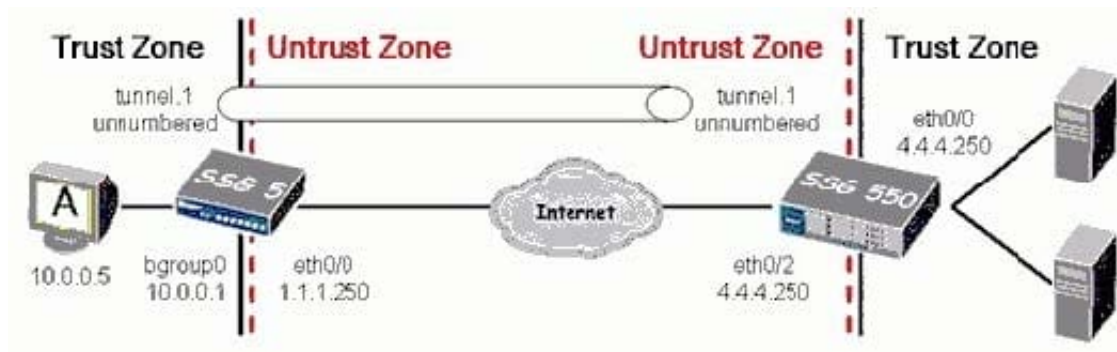 Trust Zone
Untrust Zone
Untrust Zone
Trust Zone
tunnel.1
unnumbered
tunnel.1
unnumbered
eth0/0
4.4.4.250
A
SSG 5
Internet
SSG 550
10.0.0.5
bgroup0
10.0.0.1
eth0/0
1.1.1.250
eth0/2
4.4.4.250